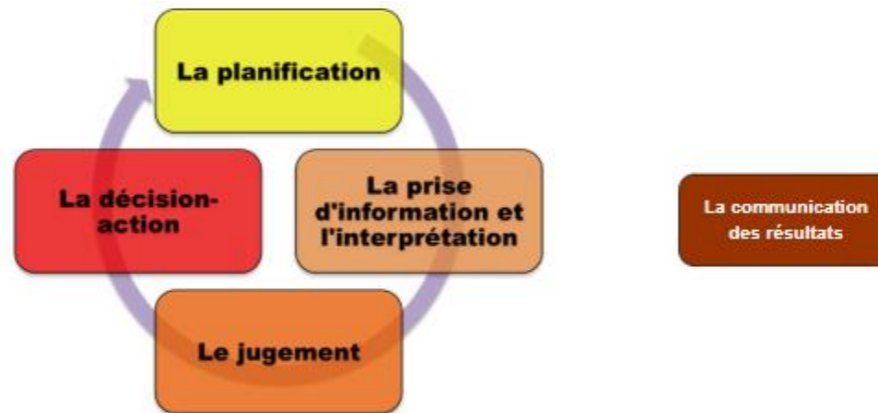 La planification
La décision-
action
La prise
d'information et
l'interprétation
La communication
des résultats
Le jugement